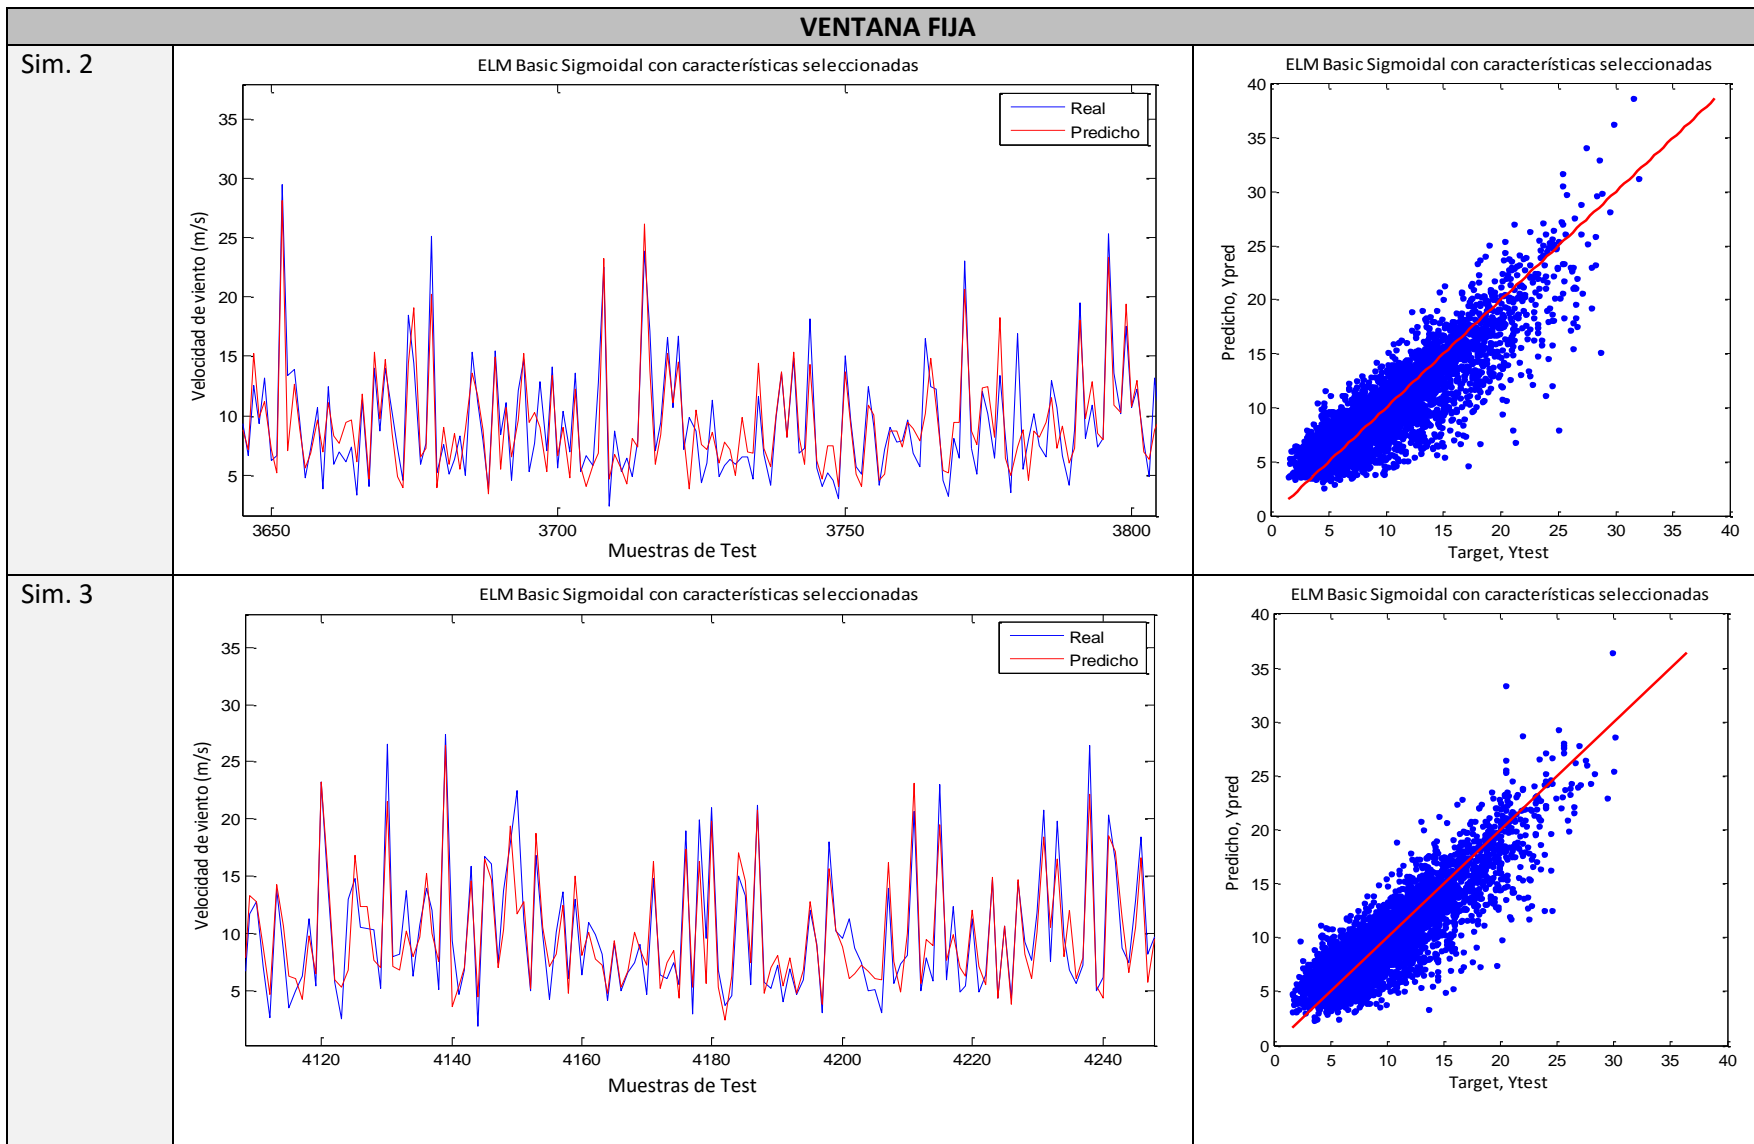 VENTANA FIJA
Sim. 2
ELM Basic Sigmoidal con características seleccionadas
Real
Predicho
Velocidad de viento (m/s)
35
30
25
20
15
10
5
3650 3700 3750 3800
Muestras de Test
ELM Basic Sigmoidal con características seleccionadas
Predicho, Ypred
40
35
30
25
20
15
10
5
0
0 5 10 15 20 25 30 35 40
Target, Ytest
Sim. 3
ELM Basic Sigmoidal con características seleccionadas
Real
Predicho
Velocidad de viento (m/s)
35
30
25
20
15
10
5
4120 4140 4160 4180 4200 4220 4240
Muestras de Test
ELM Basic Sigmoidal con características seleccionadas
Predicho, Ypred
40
35
30
25
20
15
10
5
0
0 5 10 15 20 25 30 35 40
Target, Ytest